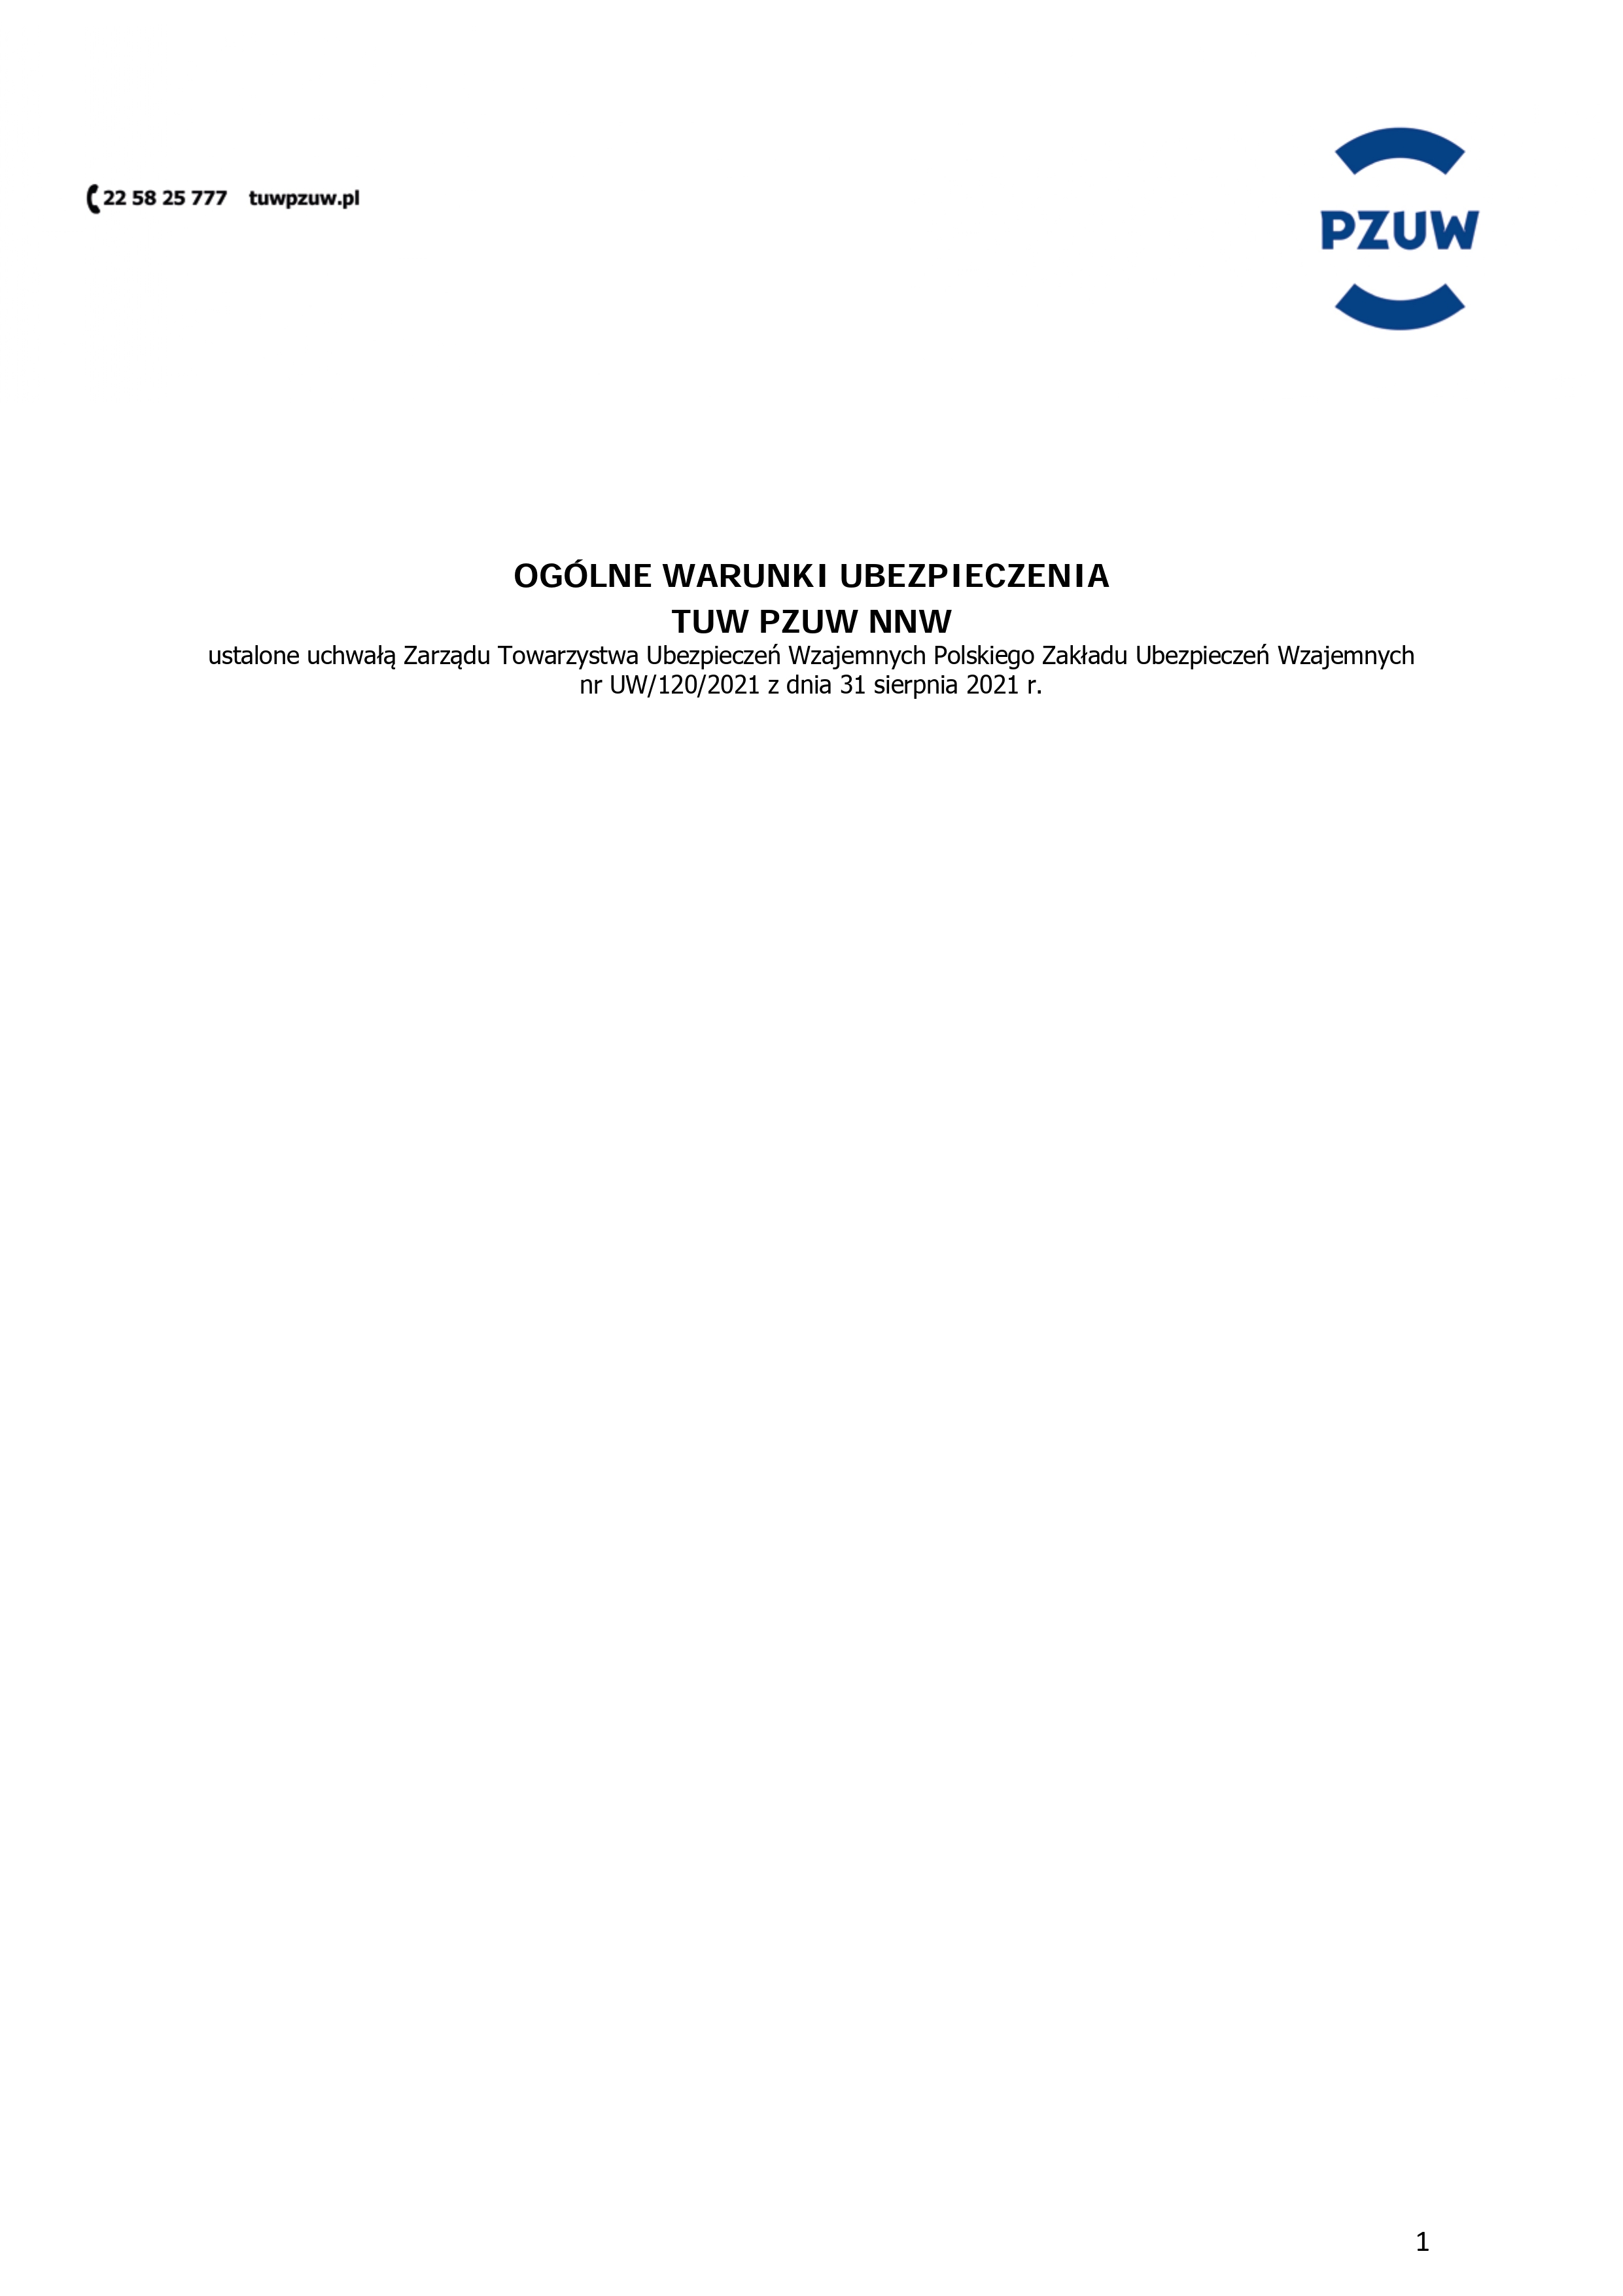 22 58 25 777 tuwpzuw.pl
PZUW
OGÓLNE WARUNKI UBEZPIECZENIA
TUW PZUW NNW
ustalone uchwałą Zarządu Towarzystwa Ubezpieczeń Wzajemnych Polskiego Zakładu Ubezpieczeń Wzajemnych
nr UW/120/2021 z dnia 31 sierpnia 2021 r.
1